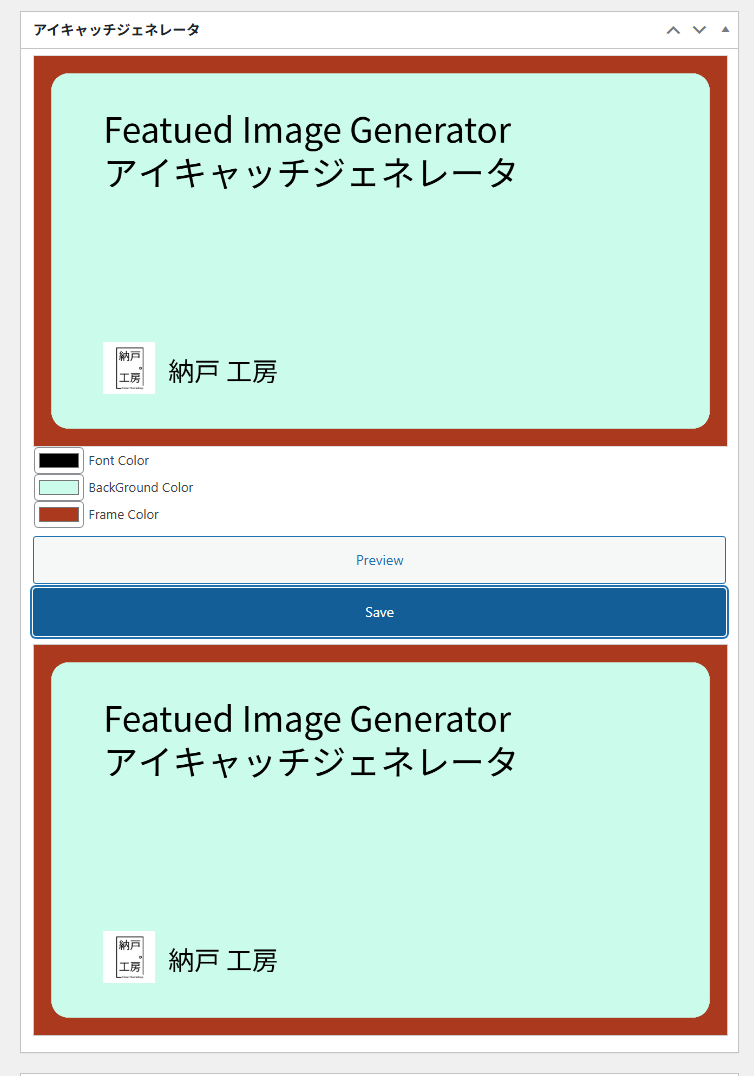 アイキャッチジェネレータ
Featued Image Generator
アイキャッチジェネレータ
納戸
工房
納戸 工房
Font Color
BackGround Color
Frame Color
Preview
Save
Featued Image Generator
アイキャッチジェネレータ
納戸
工房
納戸 工房